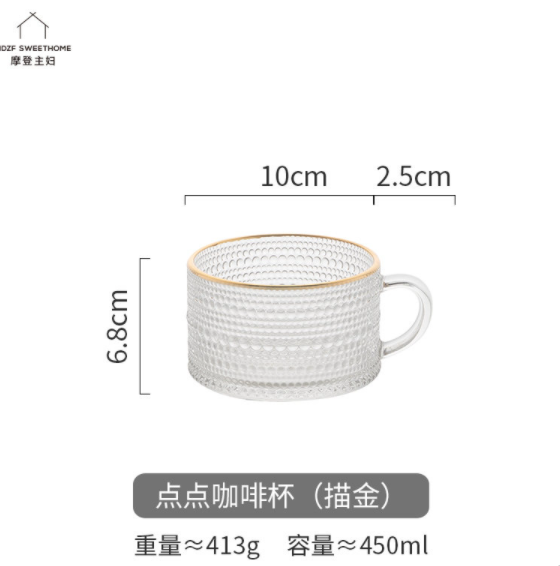 MDZF SWEETHOME
摩登主妇
10cm 2.5cm
6.8cm
点点咖啡杯（描金）
重量≈413g 容量≈450ml